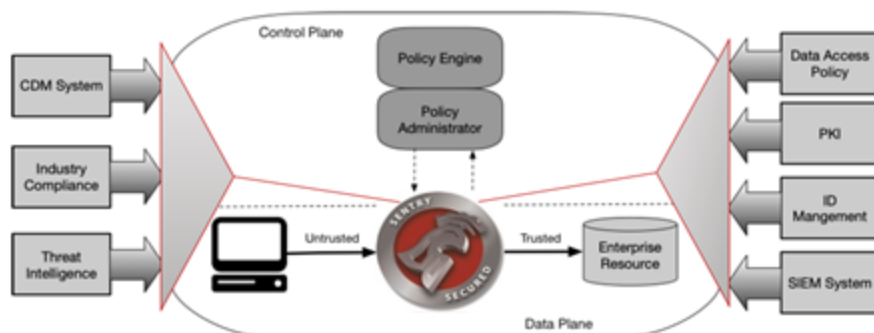 Control Plane
CDM System
Industry
Compliance
Threat
Intelligence
Policy Engine
Policy
Administrator
Untrusted
SENTRY
SECURED
Trusted
Enterprise
Resource
Data Plane
Data Access
Policy
PKI
ID
Mangement
SIEM System